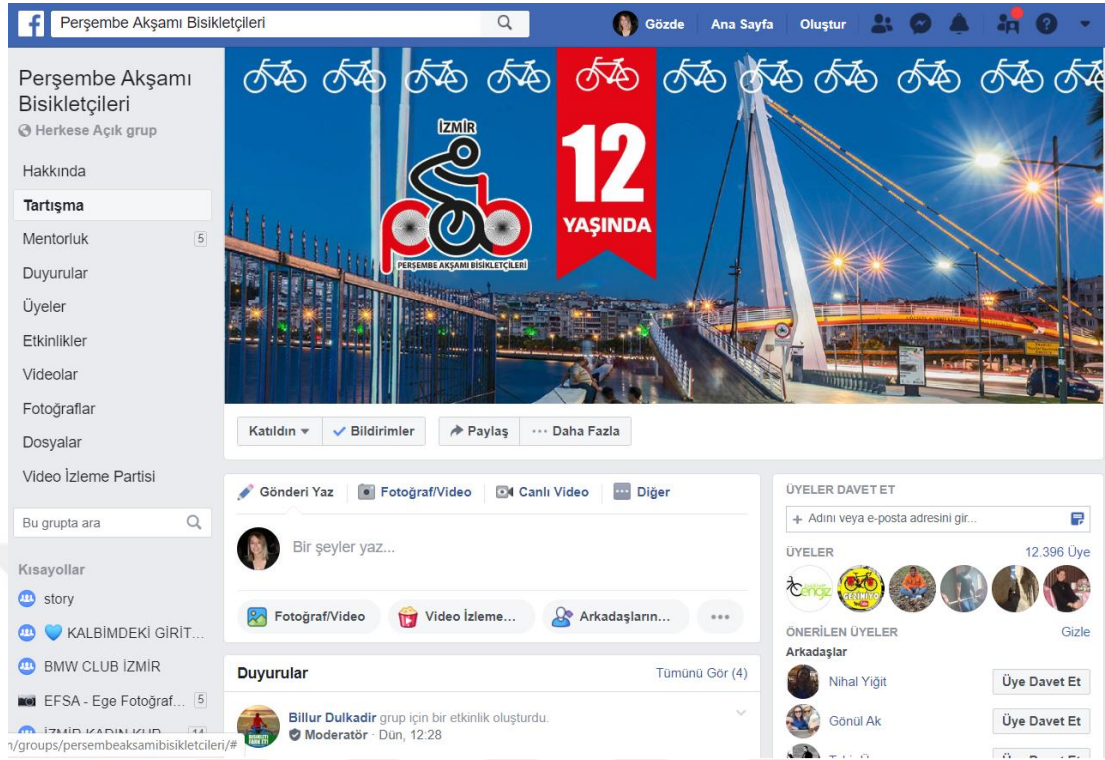 Perşembe Akşamı Bisikletçileri
Gözde
Ana Sayfa
Oluştur
Perşembe Akşamı
Bisikletçileri
Herkese Açık grup
Hakkında
Tartışma
Mentorluk 5
Duyurular
Üyeler
Etkinlikler
Videolar
Fotoğraflar
Dosyalar
Video İzleme Partisi
Bu grupta ara
Kısayollar
story
KALBİMDEKİ GİRİT...
BMW CLUB İZMİR
EFSA - Ege Fotoğraf... 5
n/groups/persembeaksamibisikletcileri/#
İZMİR
pab
PERŞEMBE AKŞAMI BİSİKLETÇİLERİ
12
YAŞINDA
Katıldın
Bildirimler
Paylaş
Daha Fazla
Gönderi Yaz
Fotoğraf/Video
Canlı Video
Diğer
Bir şeyler yaz...
Fotoğraf/Video
Video İzleme...
Arkadaşların...
Duyurular
Tümünü Gör (4)
Billur Dulkadir grup için bir etkinlik oluşturdu.
Moderatör · Dün, 12:28
ÜYELER DAVET ET
+ Adını veya e-posta adresini gir...
ÜYELER
12.396 Üye
ÖNERİLEN ÜYELER
Gizle
Arkadaşlar
Nihal Yiğit
Üye Davet Et
Gönül Ak
Üye Davet Et